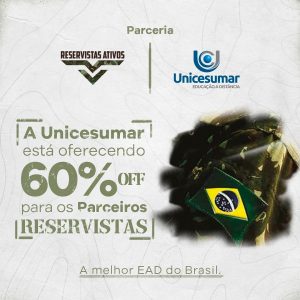 Parceria
RESERVISTAS ATIVOS
Unicesumar
EDUCAÇÃO A DISTÂNCIA
A Unicesumar
está oferecendo
60% OFF
para os Parceiros
RESERVISTAS
A melhor EAD do Brasil.